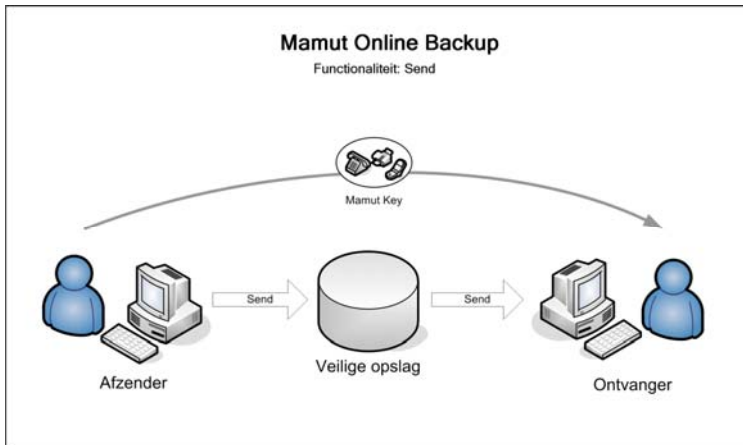 Mamut Online Backup
Functionaliteit: Send
Mamut Key
Send
Send
Afzender
Veilige opslag
Ontvanger